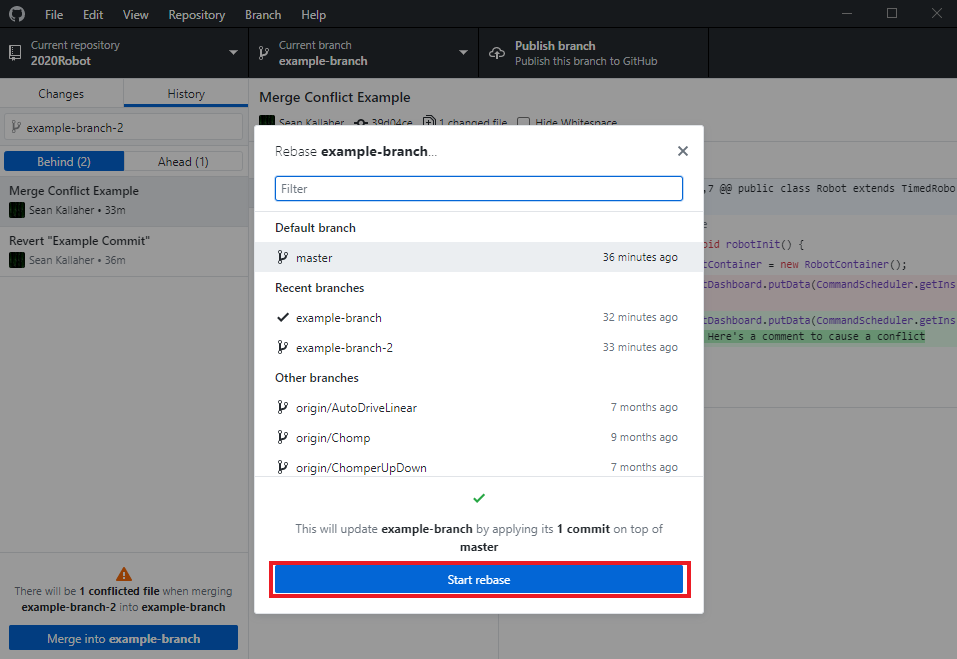 File Edit View Repository Branch Help
Current repository
2020Robot
Current branch
example-branch
Publish branch
Publish this branch to GitHub
Changes History
example-branch-2
Behind (2) Ahead (1)
Merge Conflict Example
Sean Kallaher • 33m
Revert "Example Commit"
Sean Kallaher • 36m
There will be 1 conflicted file when merging
example-branch-2 into example-branch
Merge into example-branch
Merge Conflict Example
Sean Kallaher 39d04ce 1 changed file Hide Whitespace
,7 @@ public class Robot extends TimedRobo
e
oid robotInit() {
tContainer = new RobotContainer();
tDashboard.putData(CommandScheduler.getIns
tDashboard.putData(CommandScheduler.getIns
Here's a comment to cause a conflict
Rebase example-branch…
Filter
Default branch
master 36 minutes ago
Recent branches
example-branch 32 minutes ago
example-branch-2 33 minutes ago
Other branches
origin/AutoDriveLinear 7 months ago
origin/Chomp 9 months ago
origin/ChomperUpDown 7 months ago
This will update example-branch by applying its 1 commit on top of
master
Start rebase